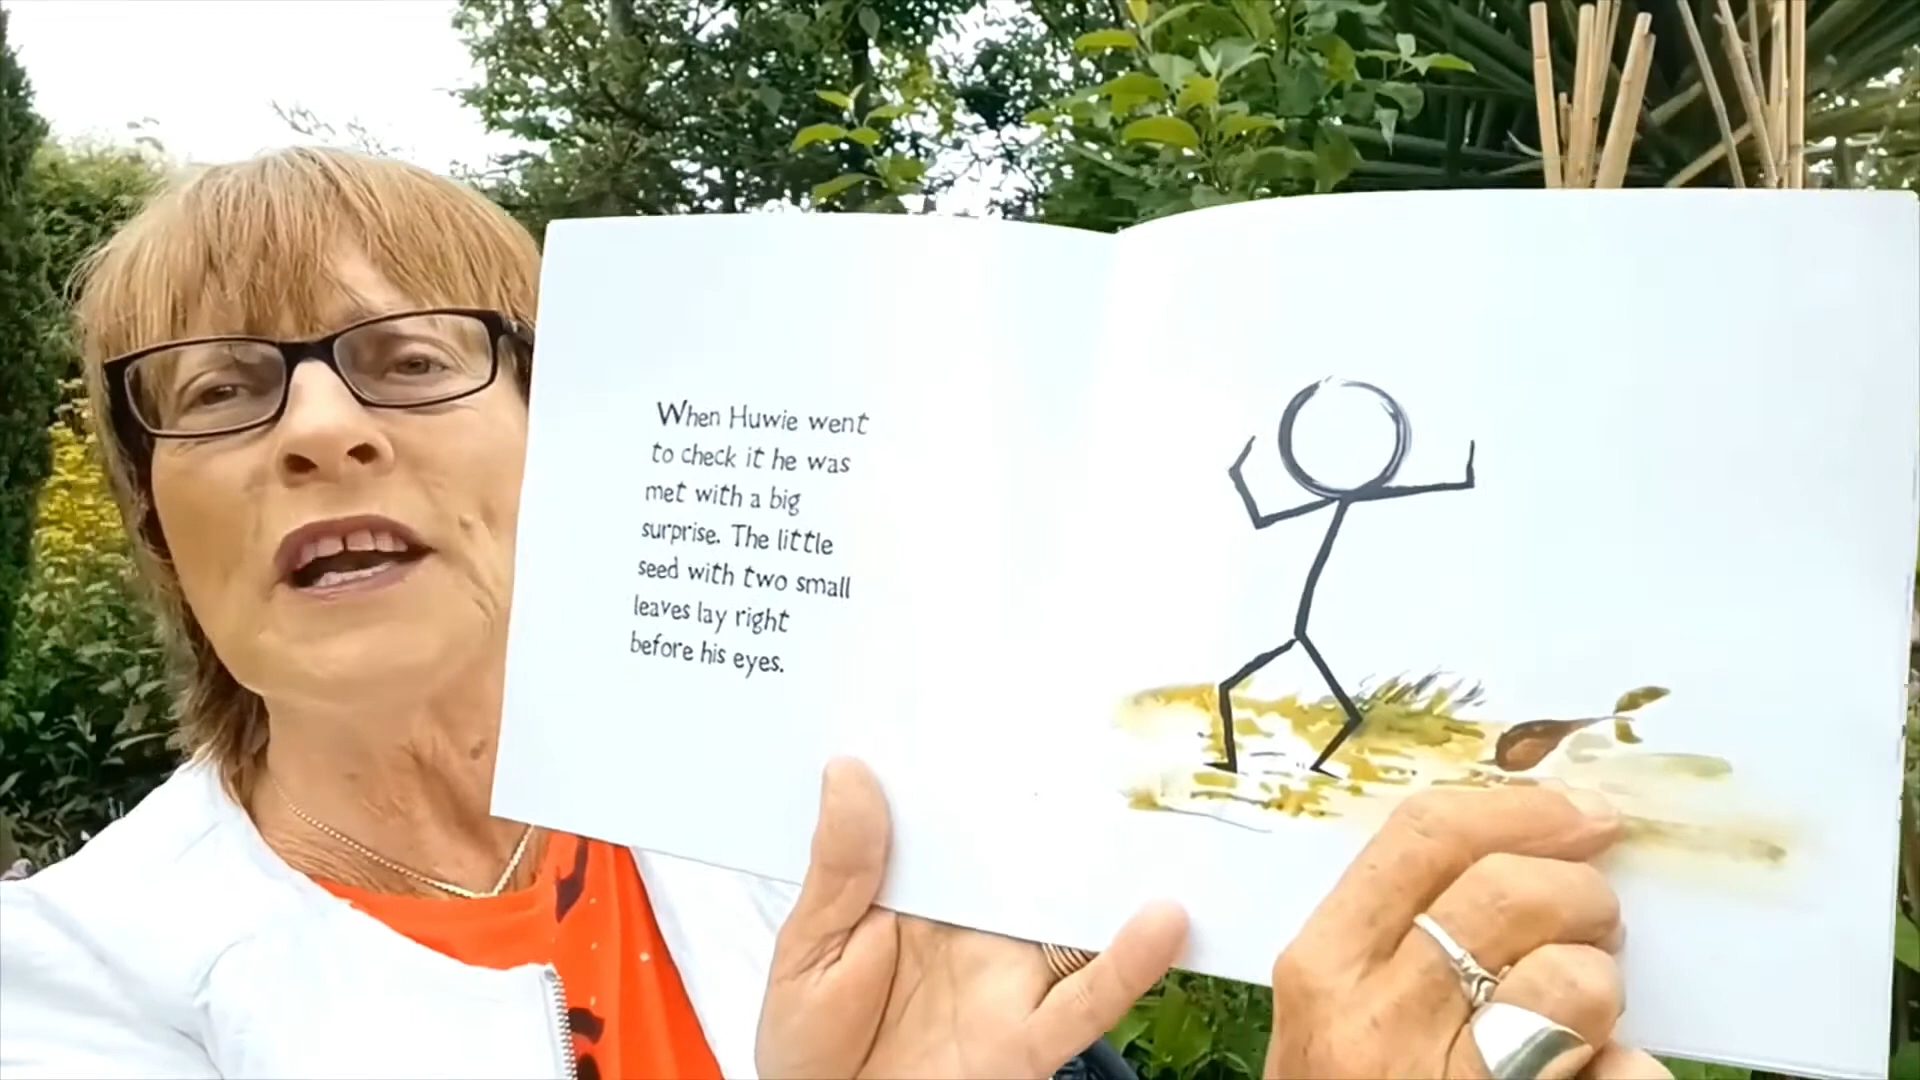 When Huwie went
to check it he was
met with a big
surprise. The little
seed with two small
leaves lay right
before his eyes.